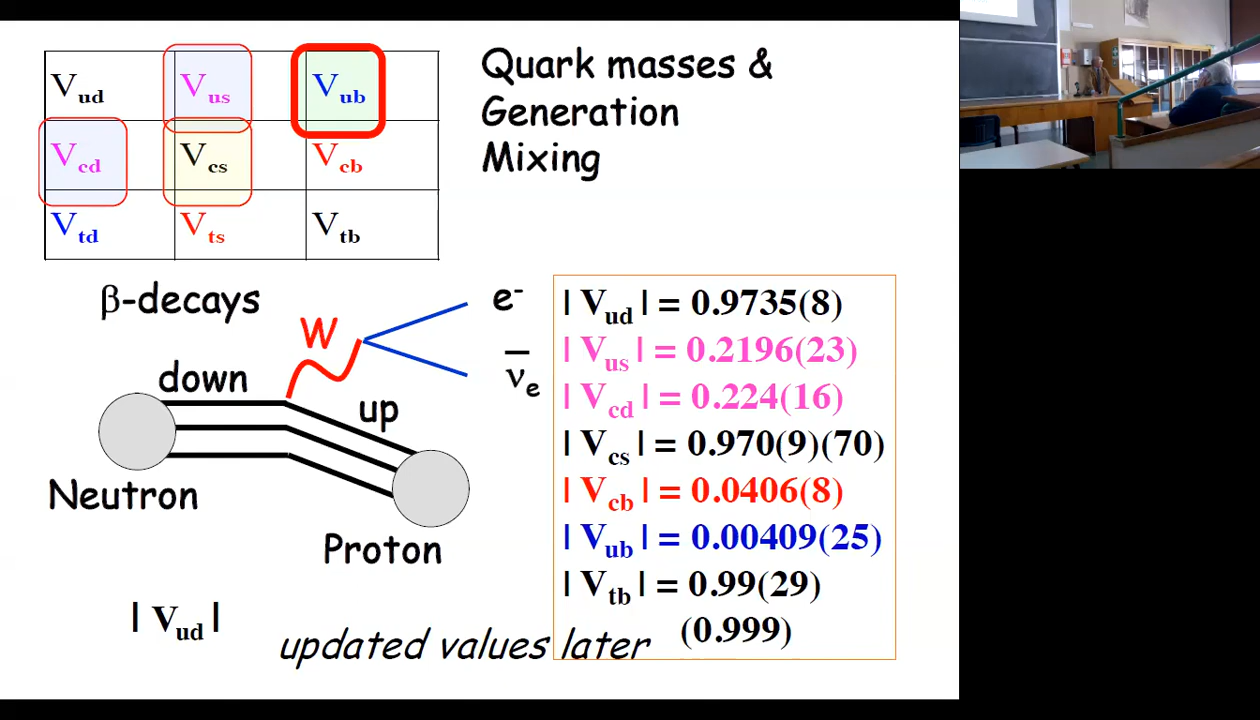 V_ud V_us V_ub
V_cd V_cs V_cb
V_td V_ts V_tb
Quark masses &
Generation
Mixing
β-decays
W
e⁻
ν̄_e
down
up
Neutron
Proton
| V_ud |
| V_ud | = 0.9735(8)
| V_us | = 0.2196(23)
| V_cd | = 0.224(16)
| V_cs | = 0.970(9)(70)
| V_cb | = 0.0406(8)
| V_ub | = 0.00409(25)
| V_tb | = 0.99(29)
(0.999)
updated values later